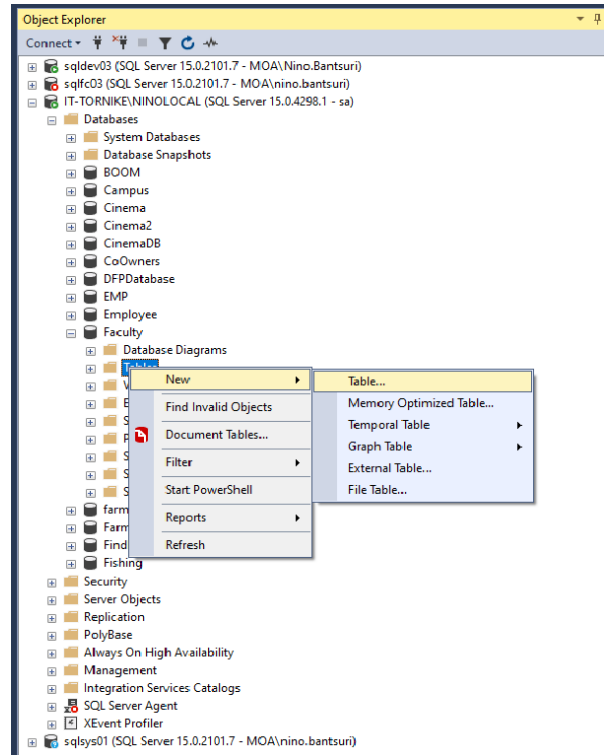 Object Explorer
Connect
sqldev03 (SQL Server 15.0.2101.7 - MOA\Nino.Bantsuri)
sqlfc03 (SQL Server 15.0.2101.7 - MOA\nino.bantsuri)
IT-TORNIKE\NINOLOCAL (SQL Server 15.0.4298.1 - sa)
Databases
System Databases
Database Snapshots
BOOM
Campus
Cinema
Cinema2
CinemaDB
CoOwners
DFPDatabase
EMP
Employee
Faculty
Database Diagrams
Tables
New
Table...
V
Memory Optimized Table...
E
Find Invalid Objects
Temporal Table
S
Document Tables...
Graph Table
P
Filter
External Table...
S
Start PowerShell
File Table...
S
S
farm
Reports
Farm
Find
Refresh
Fishing
Security
Server Objects
Replication
PolyBase
Always On High Availability
Management
Integration Services Catalogs
SQL Server Agent
XEvent Profiler
sqlsys01 (SQL Server 15.0.2101.7 - MOA\nino.bantsuri)